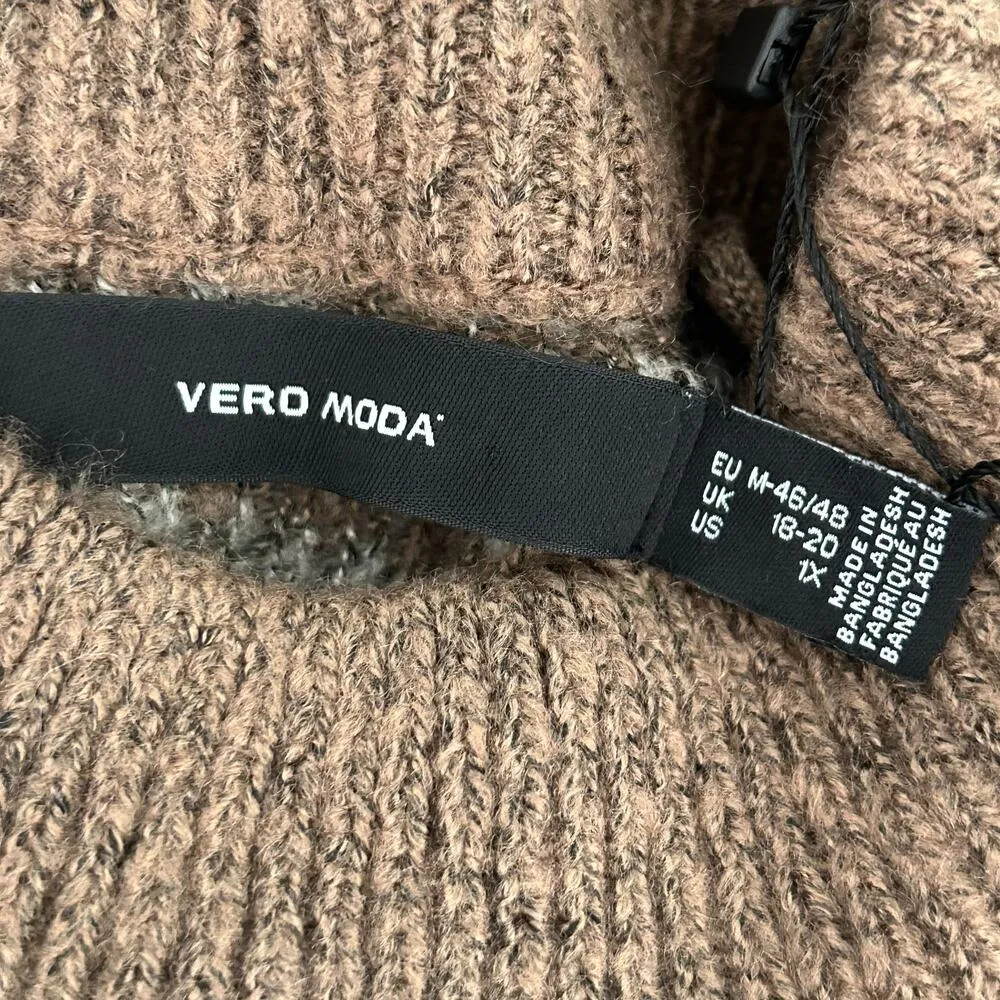 VERO MODA
EU M-46/48
UK 18-20
US 1X
MADE IN
BANGLADESH
FABRIQUÉ AU
BANGLADESH